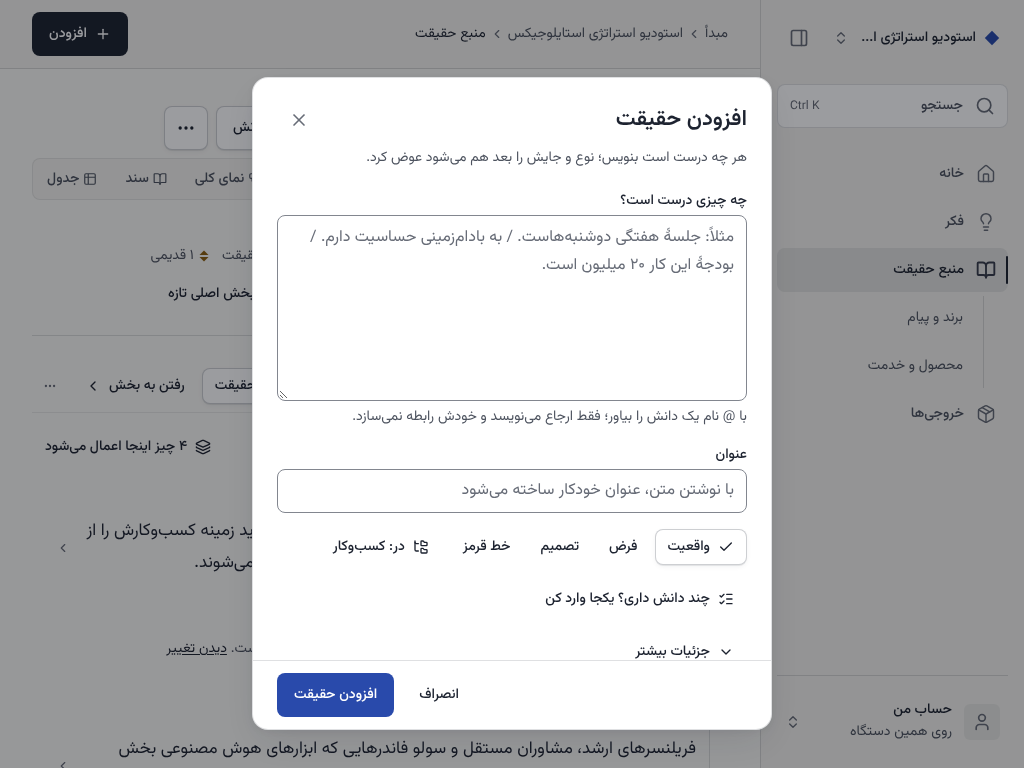 استودیو استراتژی ا...
جستجو
Ctrl K
خانه
فکر
منبع حقیقت
برند و پیام
محصول و خدمت
خروجی‌ها
حساب من
روی همین دستگاه
مبدأ
استودیو استراتژی استایلوجیکس
منبع حقیقت
افزودن
نمای کلی
سند
جدول
۱ قدیمی
بخش اصلی تازه
رفتن به بخش
۴ چیز اینجا اعمال می‌شود
زمینه کسب‌وکارش را از
می‌شوند.
دیدن تغییر
فریلنسرهای ارشد، مشاوران مستقل و سولو فاندرهایی که ابزارهای هوش مصنوعی بخش
افزودن حقیقت
هر چه درست است بنویس؛ نوع و جایش را بعد هم می‌شود عوض کرد.
چه چیزی درست است؟
مثلاً: جلسهٔ هفتگی دوشنبه‌هاست. / به بادام‌زمینی حساسیت دارم. /
بودجهٔ این کار ۲۰ میلیون است.
با @ نام یک دانش را بیاور؛ فقط ارجاع می‌نویسد و خودش رابطه نمی‌سازد.
عنوان
با نوشتن متن، عنوان خودکار ساخته می‌شود
واقعیت
فرض
تصمیم
خط قرمز
در: کسب‌وکار
چند دانش داری؟ یکجا وارد کن
جزئیات بیشتر
انصراف
افزودن حقیقت